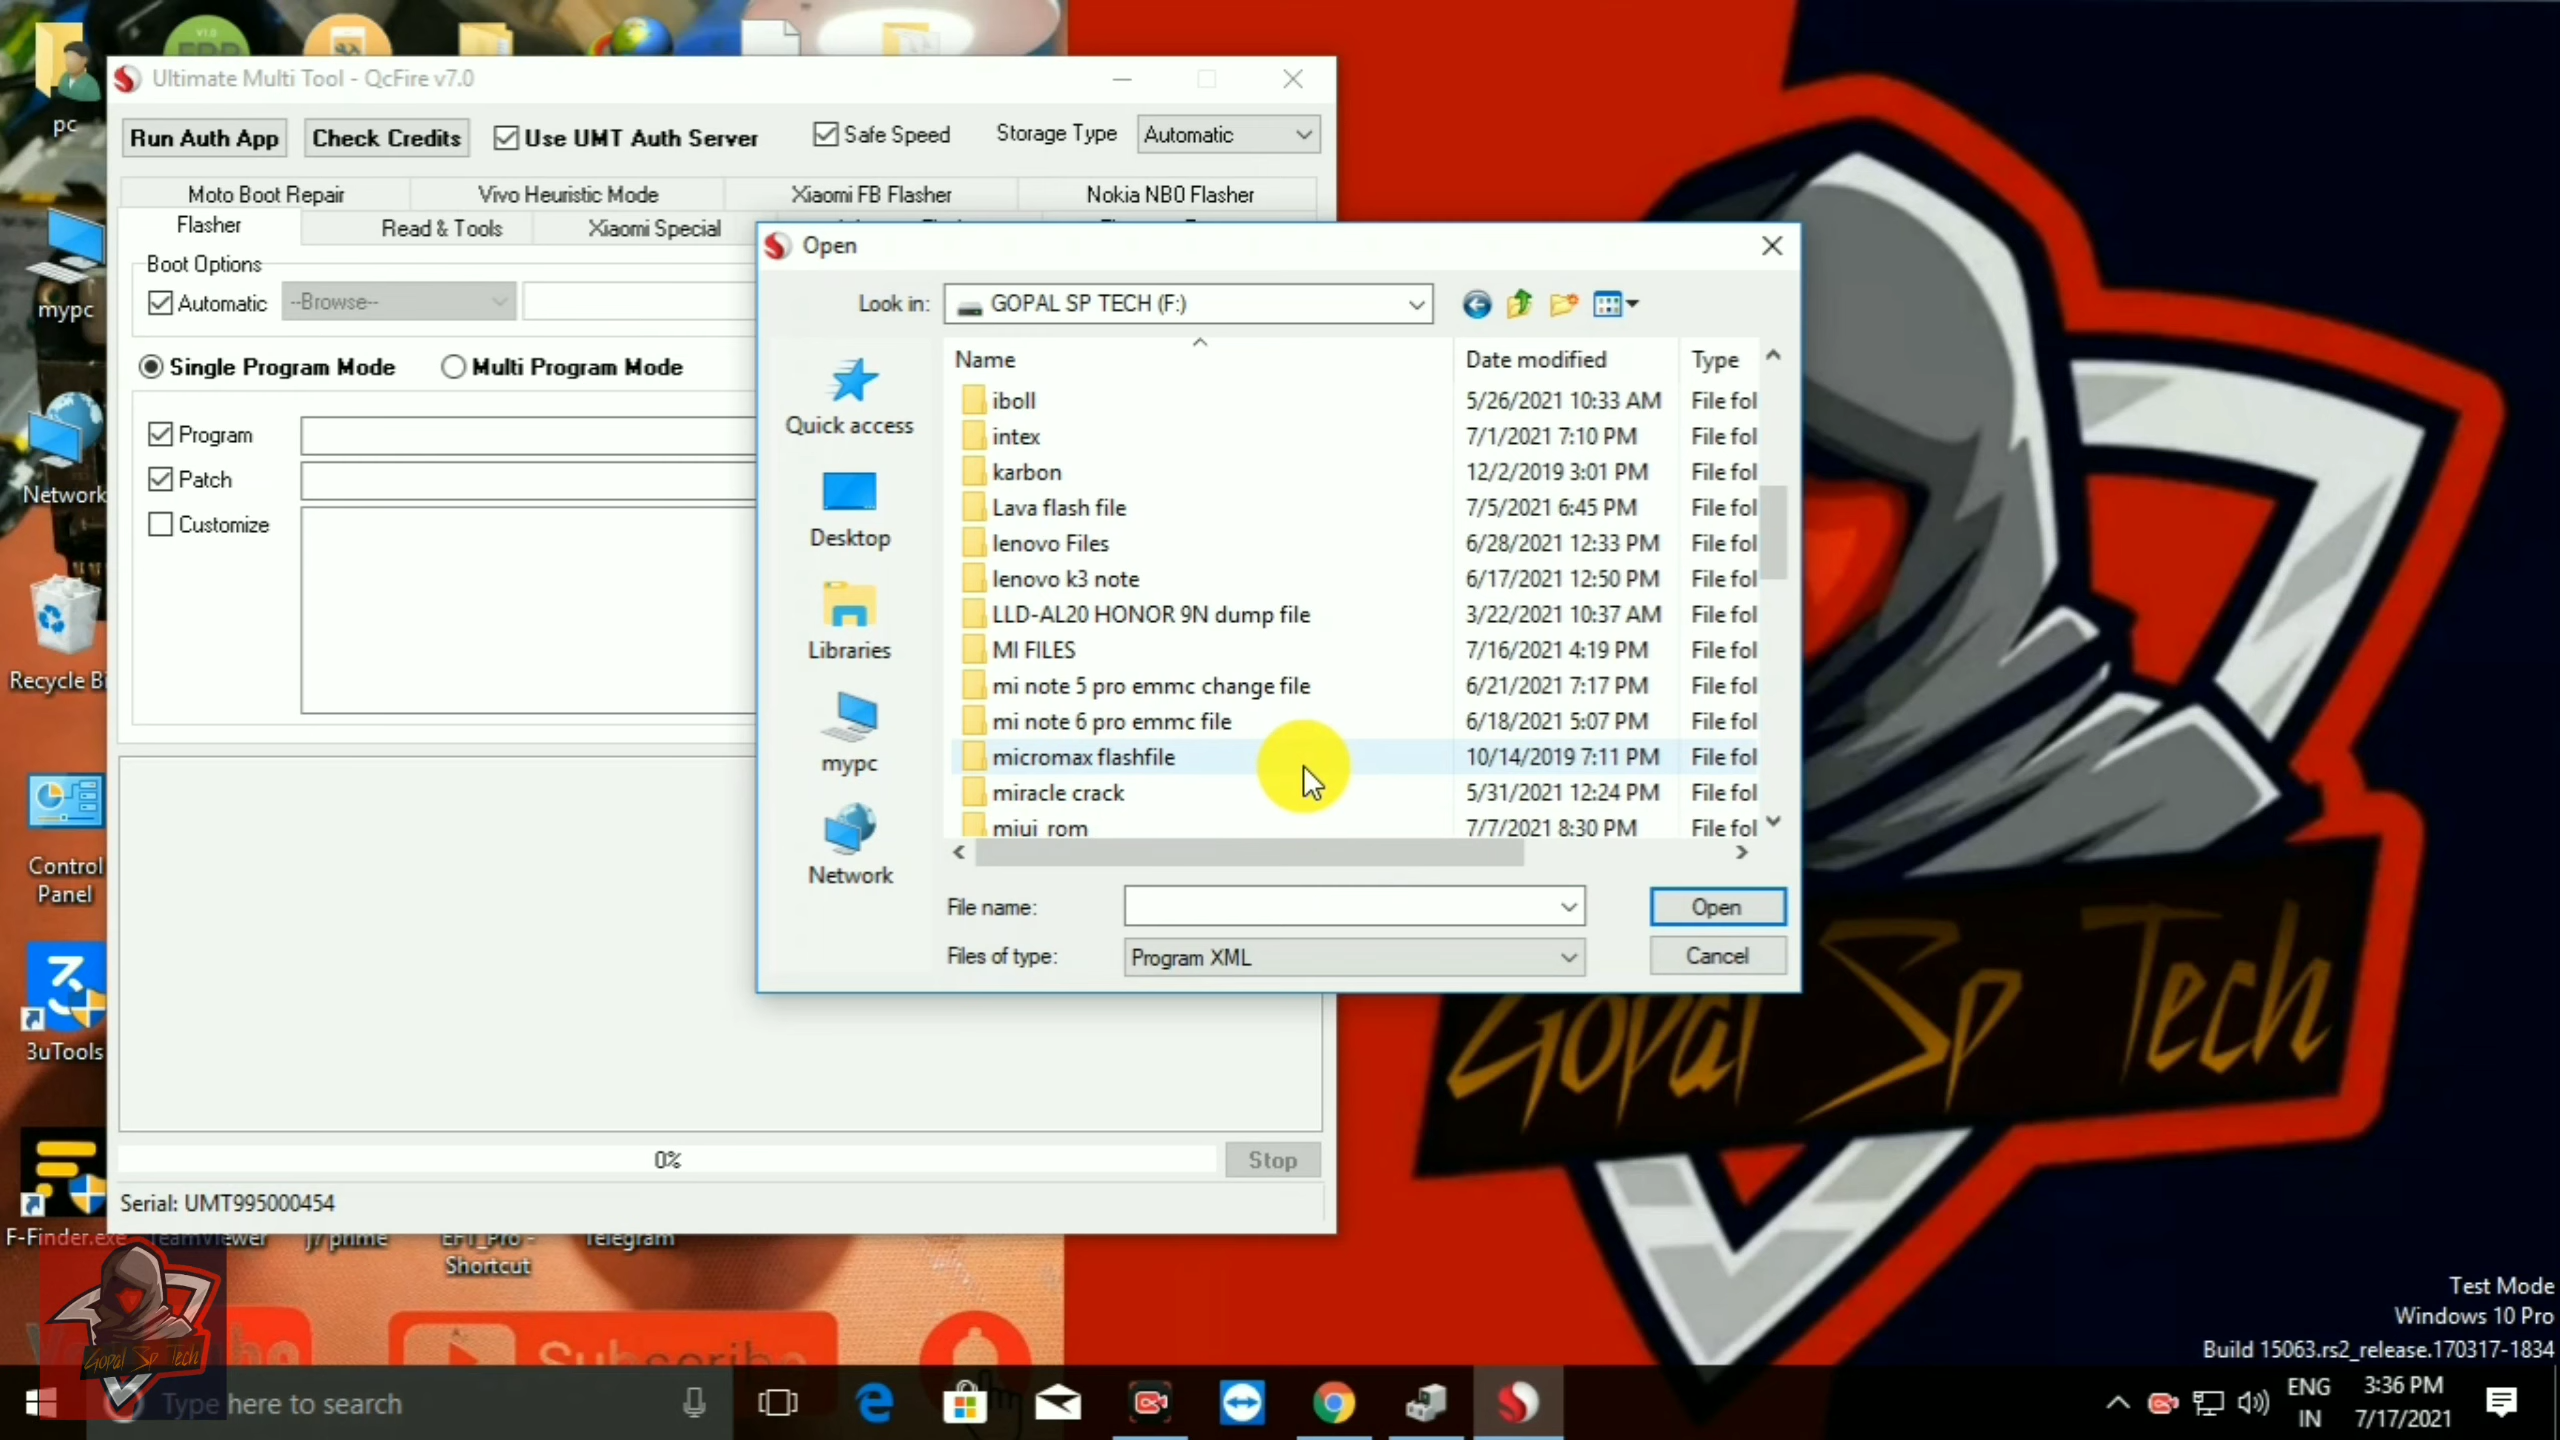 pc
mypc
Network
Control
Panel
3uTools
F-Finder.exe
Shortcut
Telegram
Ultimate Multi Tool - QcFire v7.0
Run Auth App
Check Credits
Use UMT Auth Server
Safe Speed
Storage Type
Automatic
Moto Boot Repair
Vivo Heuristic Mode
Xiaomi FB Flasher
Nokia NB0 Flasher
Flasher
Read & Tools
Xiaomi Special
Boot Options
Automatic
--Browse--
Single Program Mode
Multi Program Mode
Program
Patch
Customize
0%
Stop
Serial: UMT995000454
Open
Look in:
GOPAL SP TECH (F:)
Quick access
Desktop
Libraries
mypc
Network
Name Date modified Type
iboll 5/26/2021 10:33 AM File fol
intex 7/1/2021 7:10 PM File fol
karbon 12/2/2019 3:01 PM File fol
Lava flash file 7/5/2021 6:45 PM File fol
lenovo Files 6/28/2021 12:33 PM File fol
lenovo k3 note 6/17/2021 12:50 PM File fol
LLD-AL20 HONOR 9N dump file 3/22/2021 10:37 AM File fol
MI FILES 7/16/2021 4:19 PM File fol
mi note 5 pro emmc change file 6/21/2021 7:17 PM File fol
mi note 6 pro emmc file 6/18/2021 5:07 PM File fol
micromax flashfile 10/14/2019 7:11 PM File fol
miracle crack 5/31/2021 12:24 PM File fol
miui_rom 7/7/2021 8:30 PM File fol
File name:
Open
Files of type:
Program XML
Cancel
Gopal Sp Tech
Gopal Sp Tech
Test Mode
Windows 10 Pro
Build 15063.rs2_release.170317-1834
Type here to search
ENG
IN
3:36 PM
7/17/2021